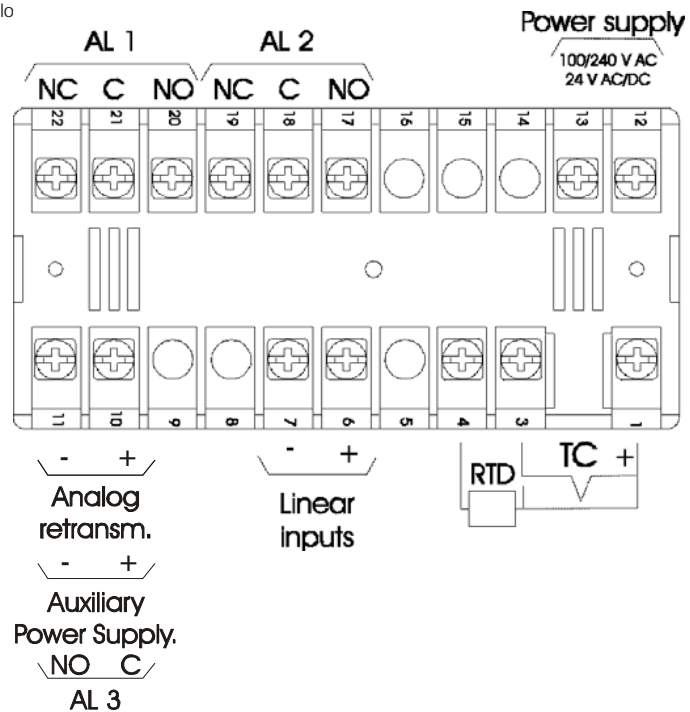 lo
Power supply
100/240 V AC
24 V AC/DC
AL 1 AL 2
NC C NO NC C NO
22 21 20 19 18 17 16 15 14 13 12
11 10 9 8 7 6 5 4 3 1
- + - + RTD TC +
Analog
retransm.
Linear
inputs
- +
Auxiliary
Power Supply.
NO C
AL 3